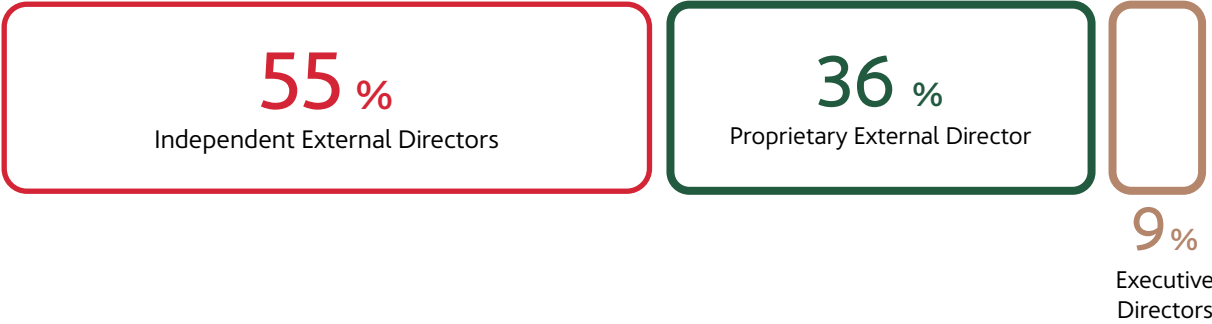 55 %
Independent External Directors
36 %
Proprietary External Director
9 %
Executive
Directors